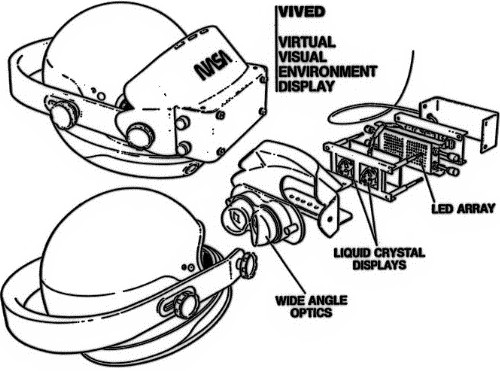 VIVED
VIRTUAL
VISUAL
ENVIRONMENT
DISPLAY
NASA
LED ARRAY
LIQUID CRYSTAL
DISPLAYS
WIDE ANGLE
OPTICS